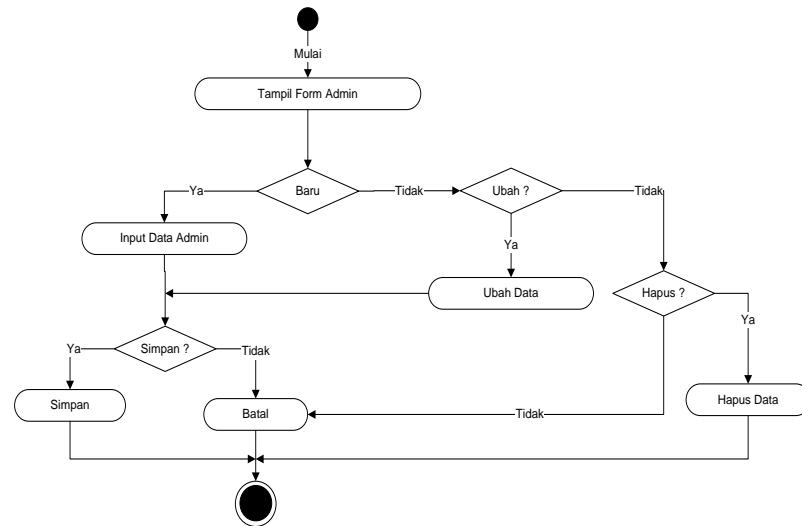 Mulai
Tampil Form Admin
Ya
Baru
Tidak
Ubah ?
Tidak
Input Data Admin
Ya
Ubah Data
Hapus ?
Ya
Ya
Simpan ?
Tidak
Simpan
Batal
Tidak
Hapus Data